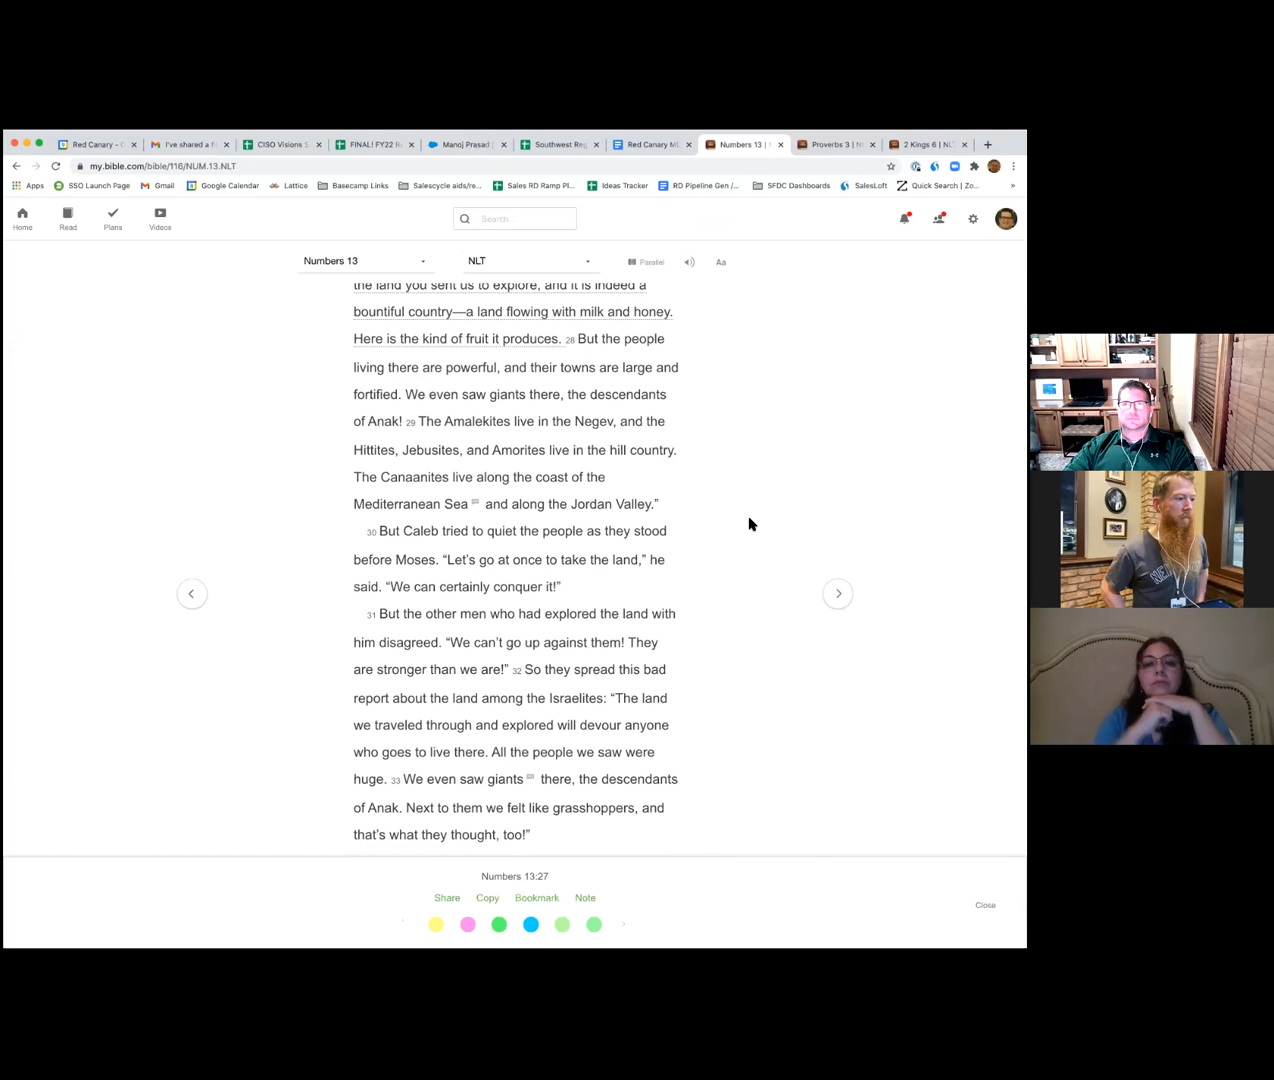 Red Canary - C
I've shared a f
CISO Visions S
FINAL! FY22 R
Manoj Prasad
Southwest Reg
Red Canary M
Numbers 13 |
Proverbs 3 | N
2 Kings 6 | NL
my.bible.com/bible/116/NUM.13.NLT
Apps
SSO Launch Page
Gmail
Google Calendar
Lattice
Basecamp Links
Salescycle aids/re...
Sales RD Ramp Pl...
Ideas Tracker
RD Pipeline Gen /...
SFDC Dashboards
SalesLoft
Quick Search | Zo...
»
Home
Read
Plans
Videos
Search...
Numbers 13
NLT
Parallel
Aa
the land you sent us to explore, and it is indeed a
bountiful country—a land flowing with milk and honey.
Here is the kind of fruit it produces. 28 But the people
living there are powerful, and their towns are large and
fortified. We even saw giants there, the descendants
of Anak! 29 The Amalekites live in the Negev, and the
Hittites, Jebusites, and Amorites live in the hill country.
The Canaanites live along the coast of the
Mediterranean Sea and along the Jordan Valley.”
30 But Caleb tried to quiet the people as they stood
before Moses. “Let’s go at once to take the land,” he
said. “We can certainly conquer it!”
31 But the other men who had explored the land with
him disagreed. “We can’t go up against them! They
are stronger than we are!” 32 So they spread this bad
report about the land among the Israelites: “The land
we traveled through and explored will devour anyone
who goes to live there. All the people we saw were
huge. 33 We even saw giants there, the descendants
of Anak. Next to them we felt like grasshoppers, and
that’s what they thought, too!”
Numbers 13:27
Share
Copy
Bookmark
Note
Close